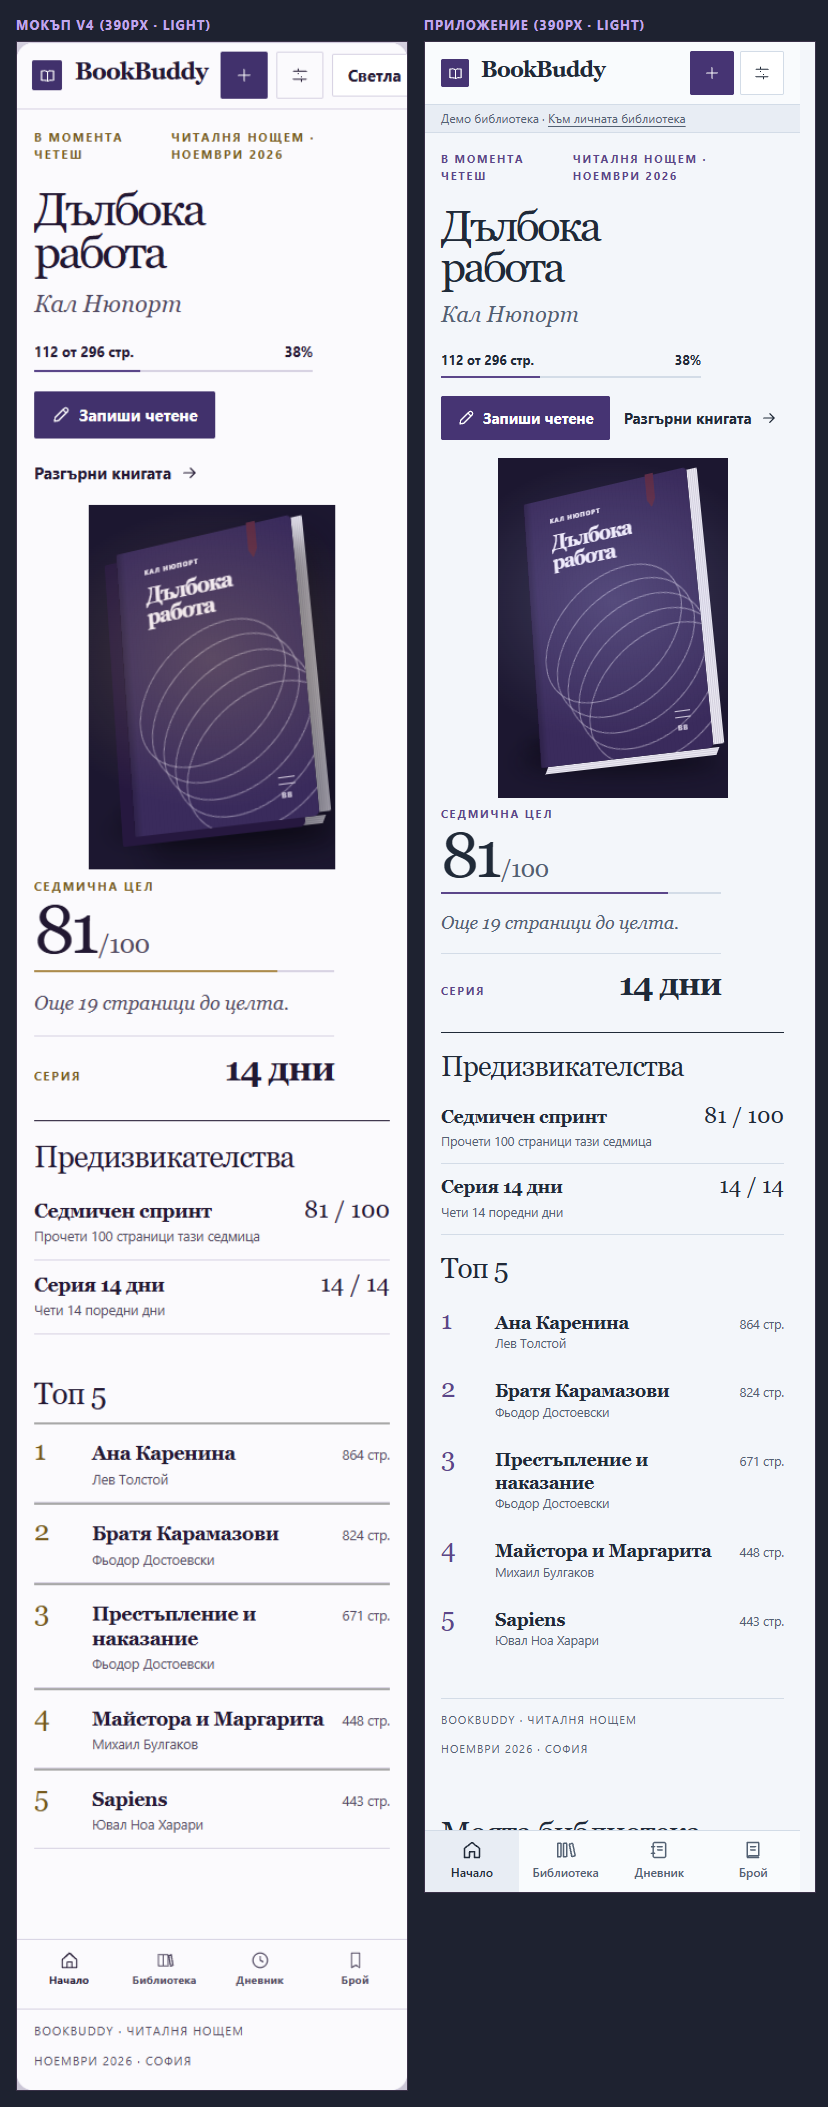 МОКЪП V4 (390PX · LIGHT)
BookBuddy
Светла
В МОМЕНТА
ЧЕТЕШ
ЧИТАЛНЯ НОЩЕМ ·
НОЕМВРИ 2026
Дълбока
работа
Кал Нюпорт
112 от 296 стр.
38%
Запиши четене
Разгърни книгата
КАЛ НЮПОРТ
Дълбока
работа
BB
СЕДМИЧНА ЦЕЛ
81/100
Още 19 страници до целта.
СЕРИЯ
14 дни
Предизвикателства
Седмичен спринт
81 / 100
Прочети 100 страници тази седмица
Серия 14 дни
14 / 14
Чети 14 поредни дни
Топ 5
1
Ана Каренина
864 стр.
Лев Толстой
2
Братя Карамазови
824 стр.
Фьодор Достоевски
3
Престъпление и
наказание
671 стр.
Фьодор Достоевски
4
Майстора и Маргарита
448 стр.
Михаил Булгаков
5
Sapiens
443 стр.
Ювал Ноа Харари
Начало
Библиотека
Дневник
Брой
BOOKBUDDY · ЧИТАЛНЯ НОЩЕМ
НОЕМВРИ 2026 · СОФИЯ
ПРИЛОЖЕНИЕ (390PX · LIGHT)
BookBuddy
Демо библиотека · Към личната библиотека
В МОМЕНТА
ЧЕТЕШ
ЧИТАЛНЯ НОЩЕМ ·
НОЕМВРИ 2026
Дълбока
работа
Кал Нюпорт
112 от 296 стр.
38%
Запиши четене
Разгърни книгата
КАЛ НЮПОРТ
Дълбока
работа
BB
СЕДМИЧНА ЦЕЛ
81/100
Още 19 страници до целта.
СЕРИЯ
14 дни
Предизвикателства
Седмичен спринт
81 / 100
Прочети 100 страници тази седмица
Серия 14 дни
14 / 14
Чети 14 поредни дни
Топ 5
1
Ана Каренина
864 стр.
Лев Толстой
2
Братя Карамазови
824 стр.
Фьодор Достоевски
3
Престъпление и
наказание
671 стр.
Фьодор Достоевски
4
Майстора и Маргарита
448 стр.
Михаил Булгаков
5
Sapiens
443 стр.
Ювал Ноа Харари
BOOKBUDDY · ЧИТАЛНЯ НОЩЕМ
НОЕМВРИ 2026 · СОФИЯ
Моята библиотека
Начало
Библиотека
Дневник
Брой